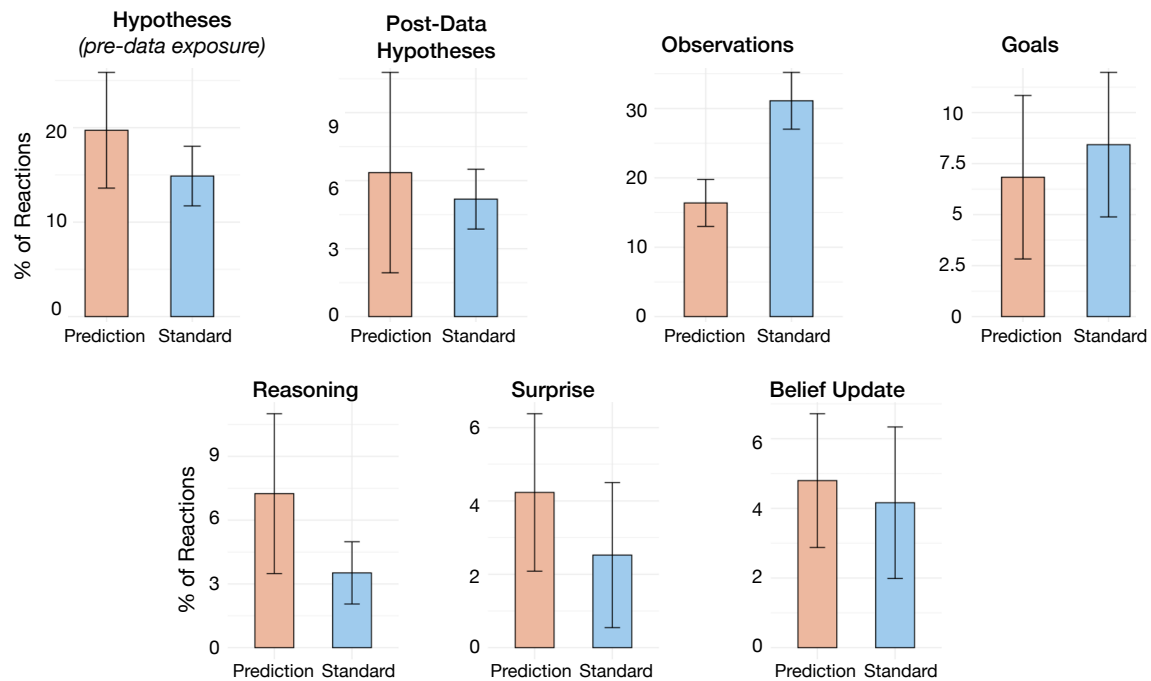 Hypotheses
(pre-data exposure)
% of Reactions
20
10
0
Prediction Standard
Post-Data
Hypotheses
9
6
3
0
Prediction Standard
Observations
30
20
10
0
Prediction Standard
Goals
10
7.5
5
2.5
0
Prediction Standard
Reasoning
% of Reactions
9
6
3
0
Prediction Standard
Surprise
6
4
2
0
Prediction Standard
Belief Update
6
4
2
0
Prediction Standard